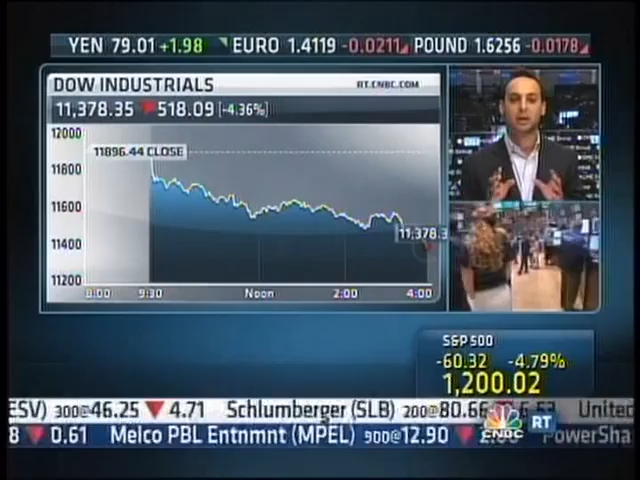 YEN 79.01 +1.98 EURO 1.4119 -0.0211 POUND 1.6256 -0.0178
DOW INDUSTRIALS
RT.CNBC.COM
11,378.35 518.09 [-4.36%]
12000
11896.44 CLOSE
11800
11600
11,378.3
11400
11200
8:00 9:30 Noon 2:00 4:00
S&P 500
-60.32 -4.79%
1,200.02
ESV) 300@46.25 4.71 Schlumberger (SLB) 200@80.66 United
CNBC RT
8 0.61 Melco PBL Entnmnt (MPEL) 900@12.90 PowerSha